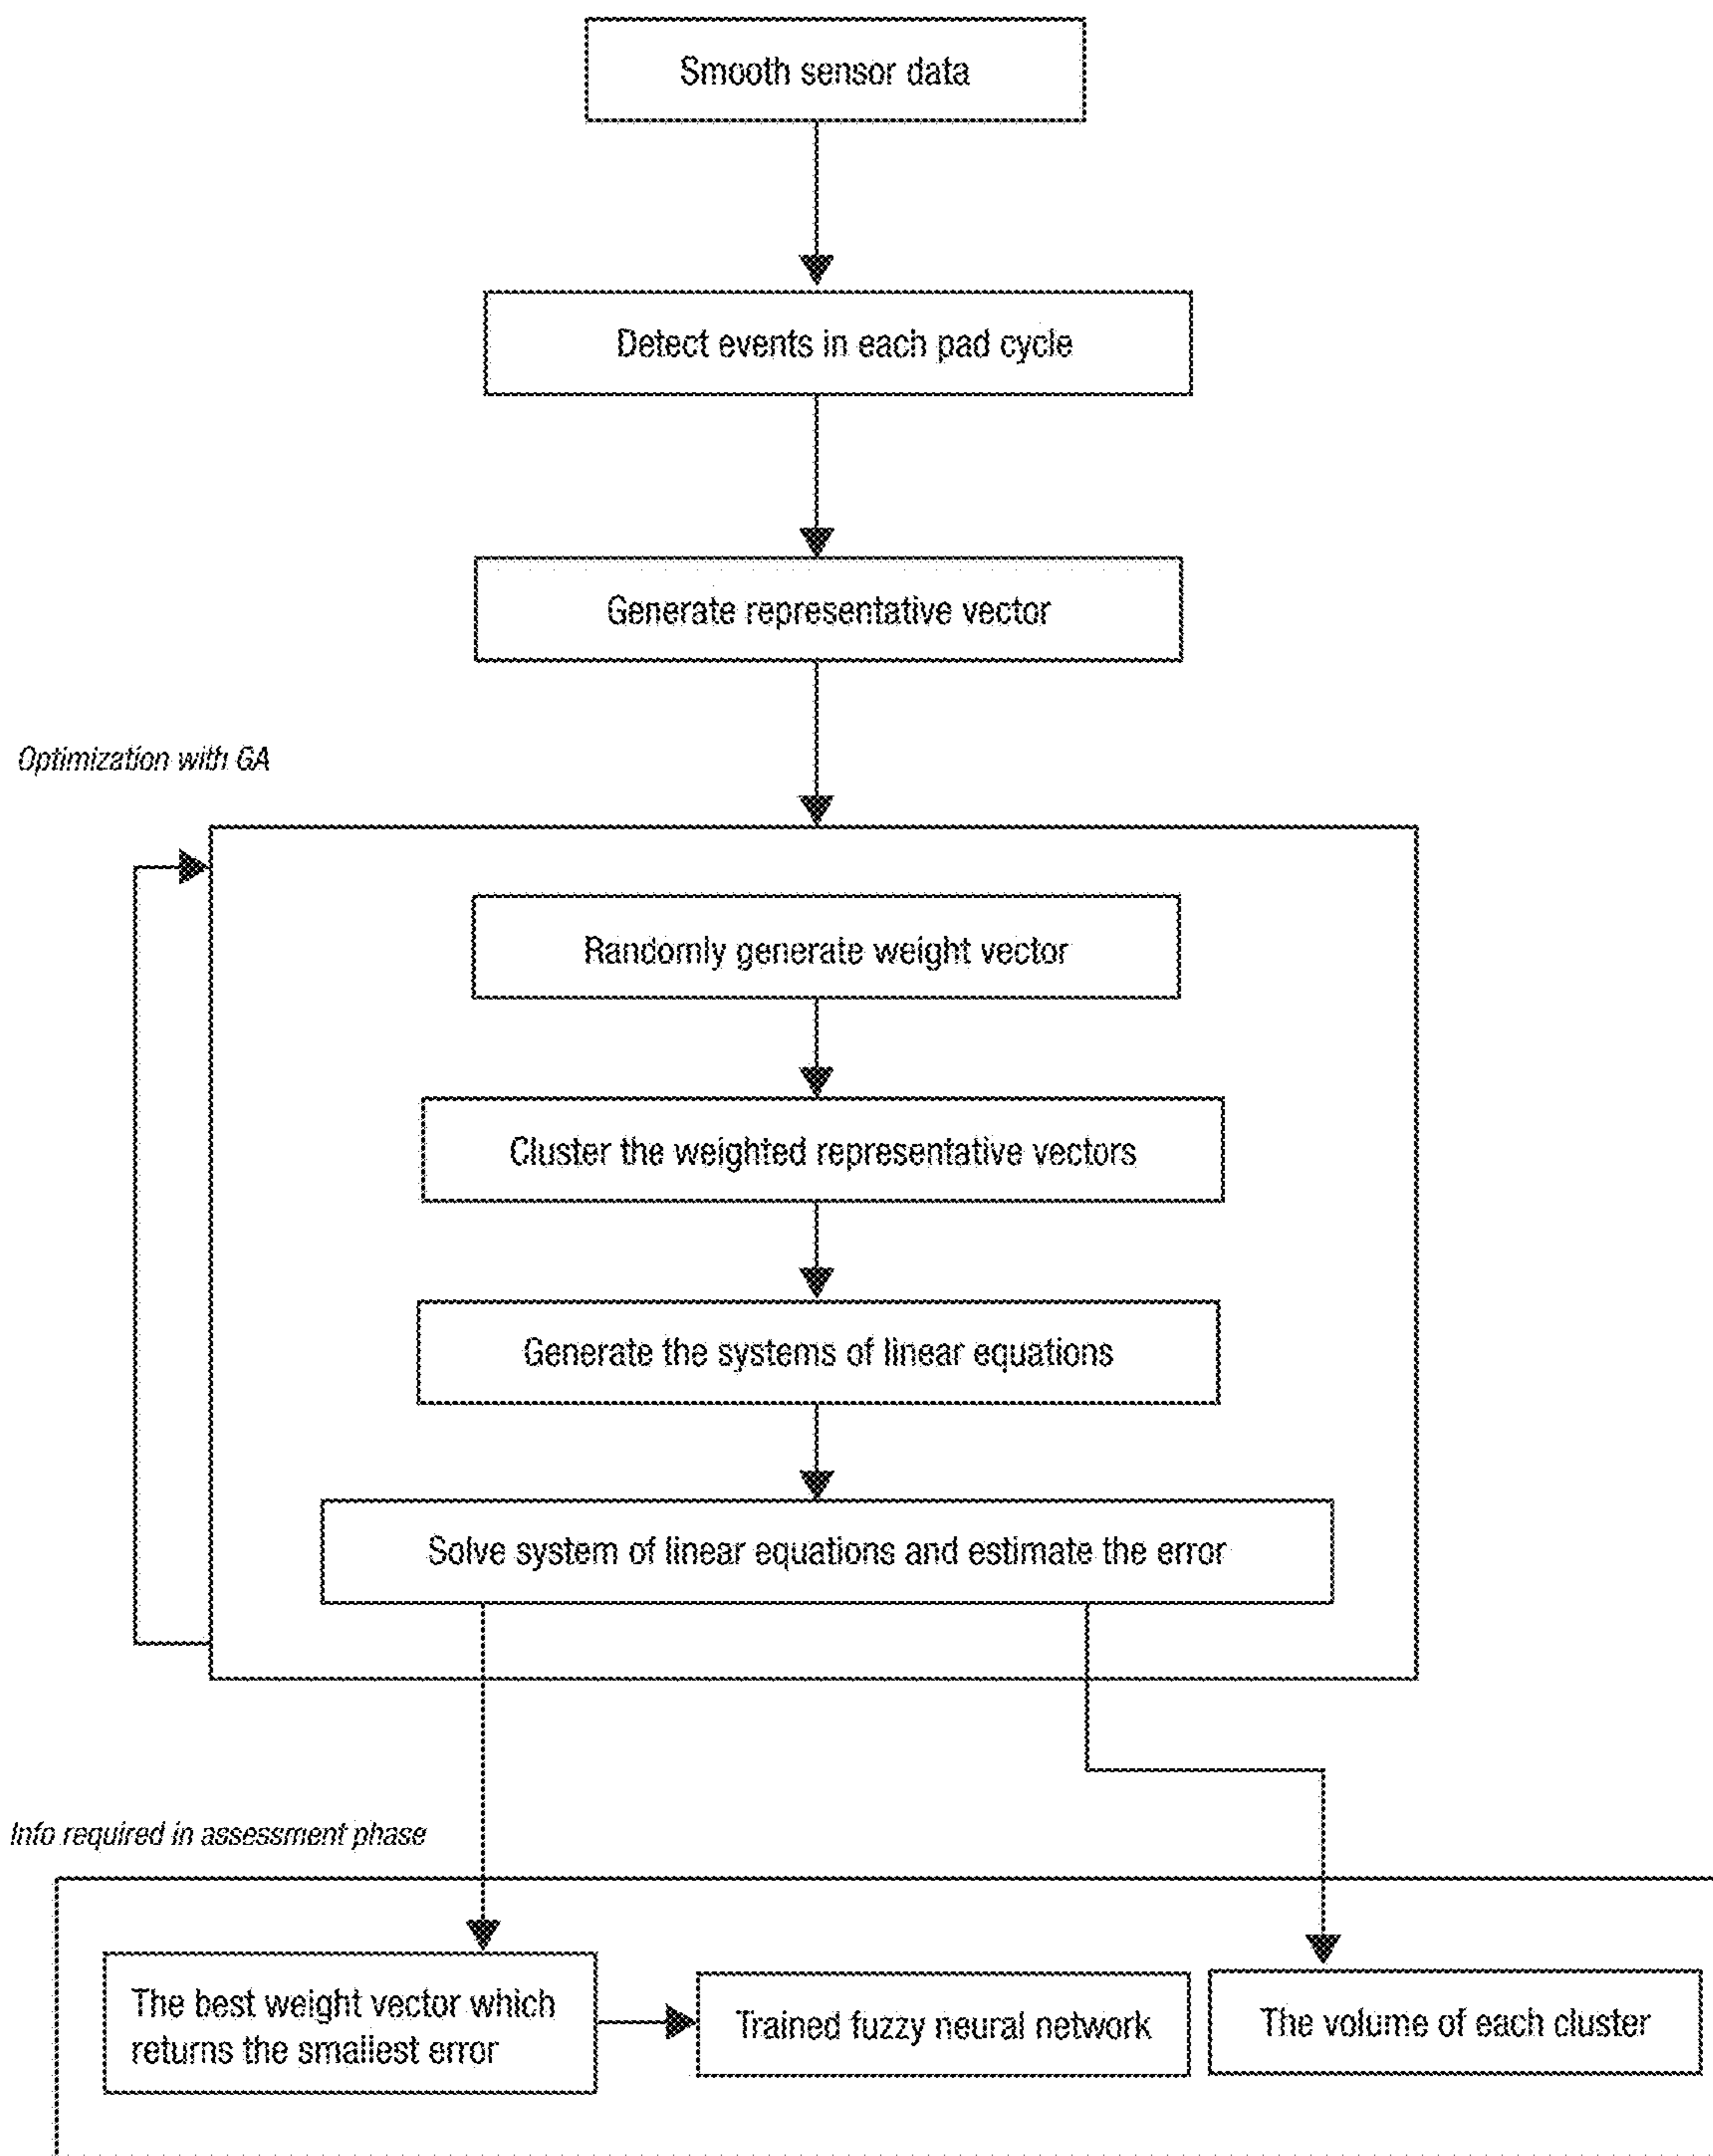 Smooth sensor data
Detect events in each pad cycle
Generate representative vector
Optimization with GA
Randomly generate weight vector
Cluster the weighted representative vectors
Generate the systems of linear equations
Solve system of linear equations and estimate the error
Info required in assessment phase
The best weight vector which
returns the smallest error
Trained fuzzy neural network
The volume of each cluster